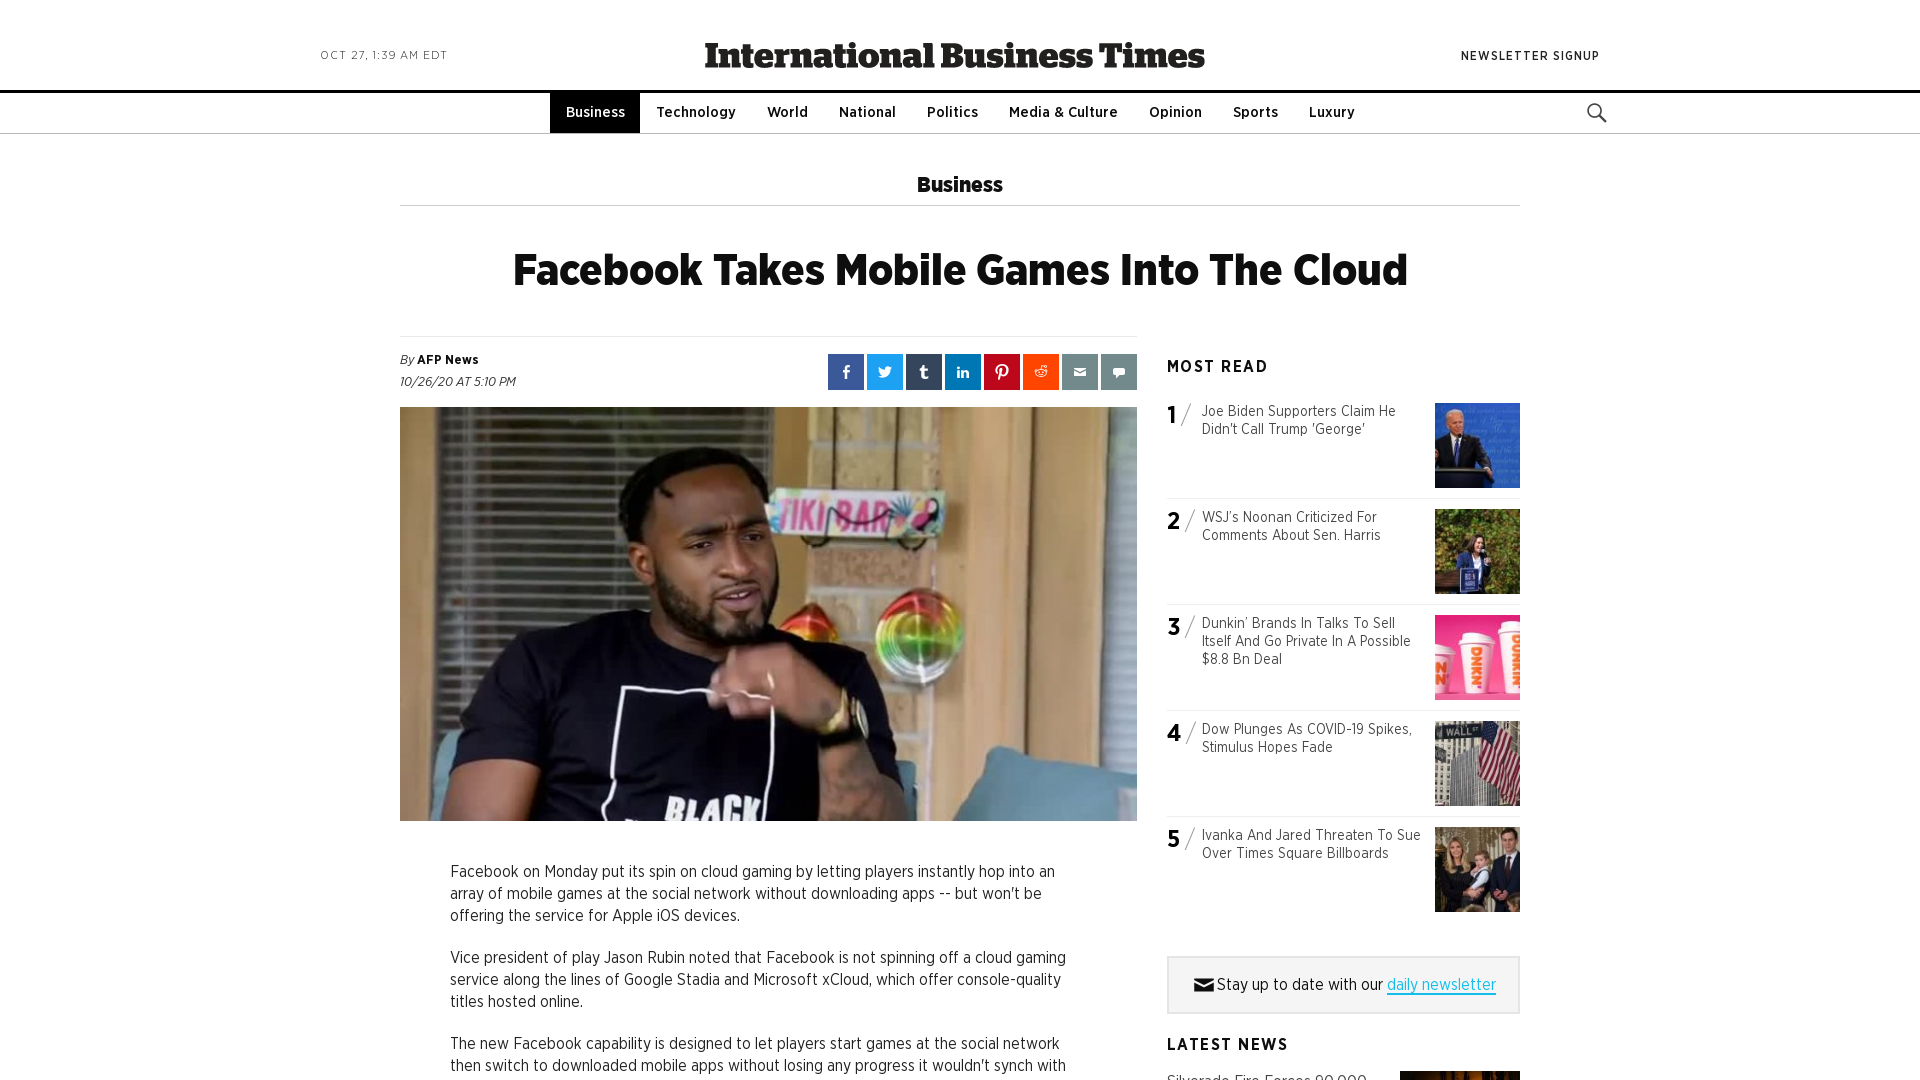 OCT 27, 1:39 AM EDT
International Business Times
NEWSLETTER SIGNUP
Business
Technology
World
National
Politics
Media & Culture
Opinion
Sports
Luxury
Business
Facebook Takes Mobile Games Into The Cloud
By AFP News
10/26/20 AT 5:10 PM
TIKI BAR
BLACK
Facebook on Monday put its spin on cloud gaming by letting players instantly hop into an
array of mobile games at the social network without downloading apps -- but won't be
offering the service for Apple iOS devices.
Vice president of play Jason Rubin noted that Facebook is not spinning off a cloud gaming
service along the lines of Google Stadia and Microsoft xCloud, which offer console-quality
titles hosted online.
The new Facebook capability is designed to let players start games at the social network
then switch to downloaded mobile apps without losing any progress it wouldn't synch with
MOST READ
1
Joe Biden Supporters Claim He
Didn't Call Trump 'George'
2
WSJ's Noonan Criticized For
Comments About Sen. Harris
3
Dunkin' Brands In Talks To Sell
Itself And Go Private In A Possible
$8.8 Bn Deal
DNKN'
4
Dow Plunges As COVID-19 Spikes,
Stimulus Hopes Fade
WALL ST
5
Ivanka And Jared Threaten To Sue
Over Times Square Billboards
Stay up to date with our daily newsletter
LATEST NEWS
Silverado Fire Forces 90,000